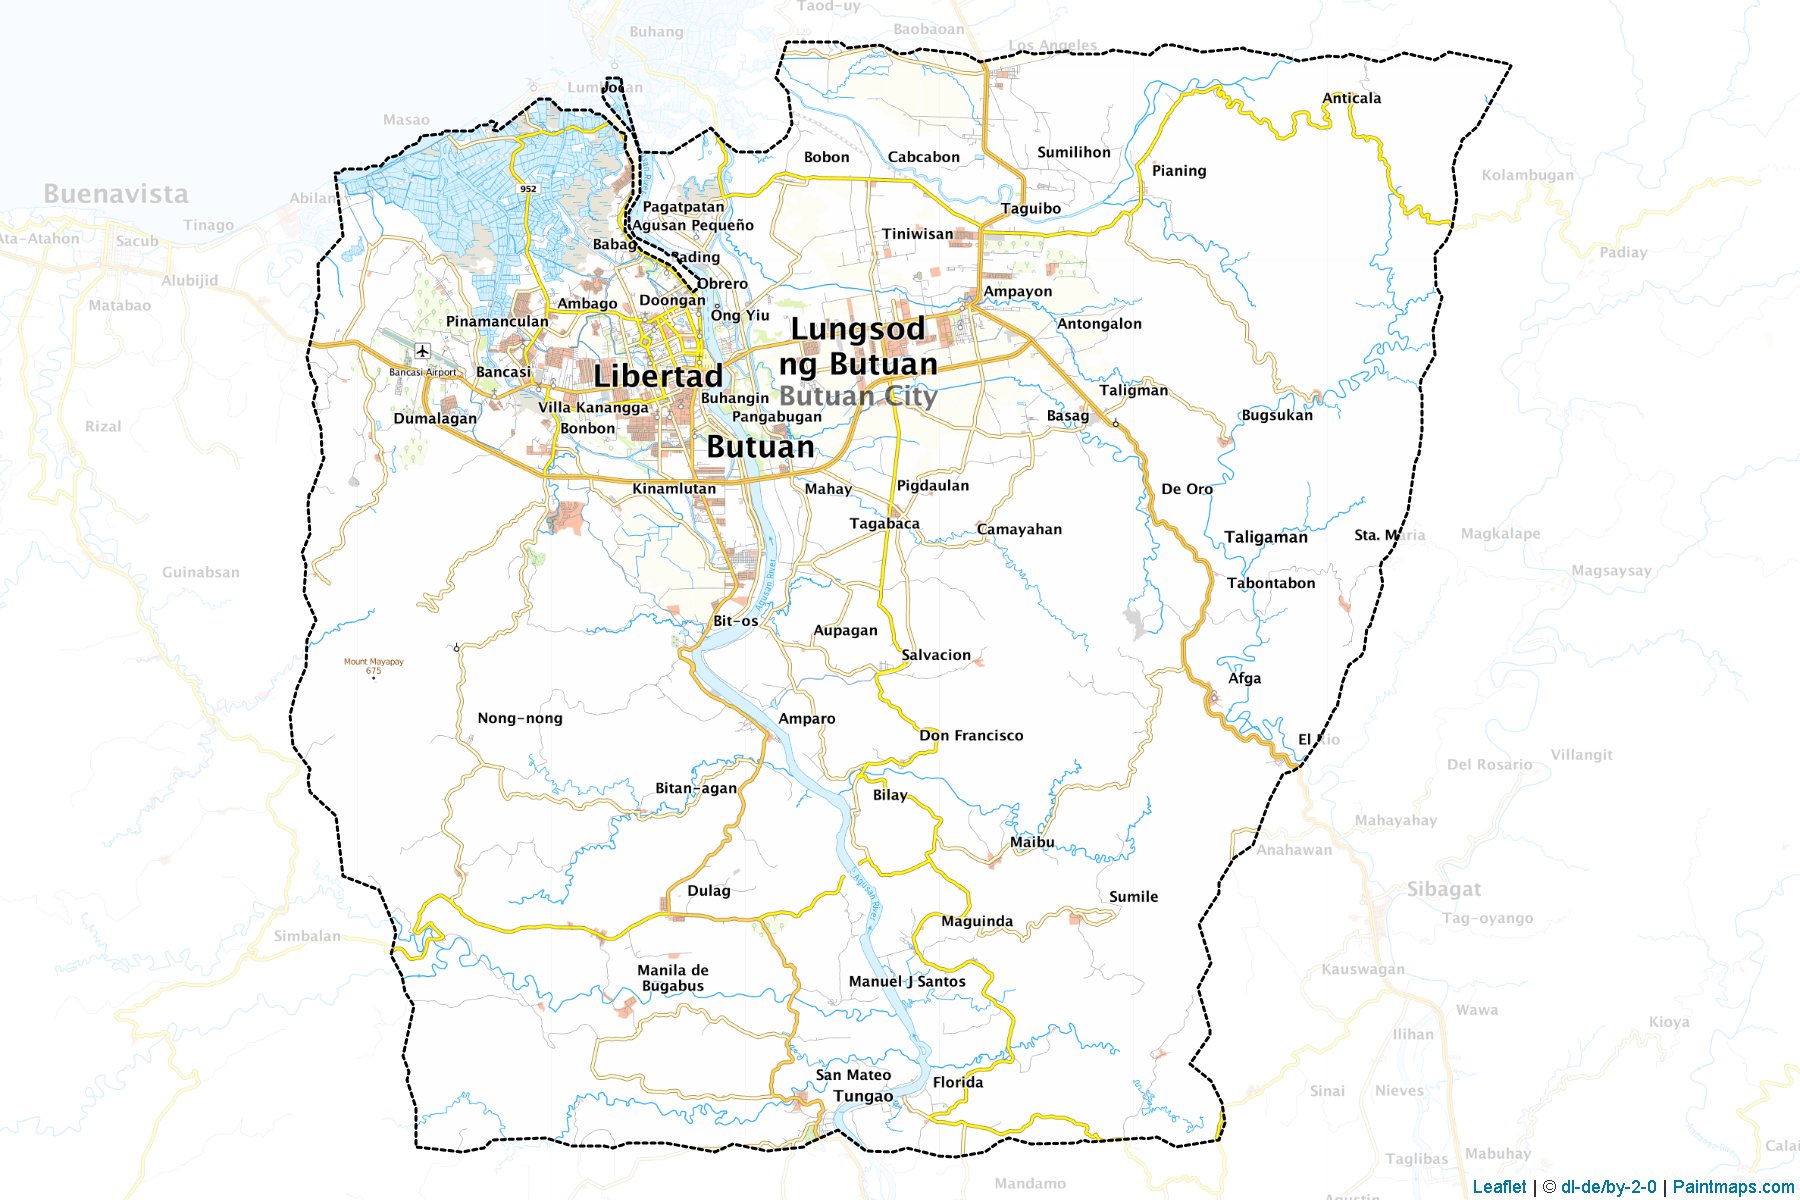 Taod-uy
Buhang
Baobaoan
Los Angeles
Lumbocan
Joc
Anticala
Masao
Bobon
Cabcabon
Sumilihon
Pianing
Kolambugan
Buenavista
952
Abilan
Pagatpatan
Taguibo
Tinago
Agusan Pequeño
Tiniwisan
Ata-Atahon
Sacub
Babag
Pading
Padiay
Alubijid
Obrero
Ampayon
Matabao
Ambago
Doongan
Ong Yiu
Pinamanculan
Antongalon
Lungsod
ng Butuan
Butuan City
Bancasi Airport
Bancasi
Libertad
Taligman
Buhangin
Villa Kanangga
Pangabugan
Basag
Bugsukan
Dumalagan
Bonbon
Rizal
Butuan
Kinamlutan
Mahay
Pigdaulan
De Oro
Tagabaca
Camayahan
Taligaman
Sta. Maria
Magkalape
Guinabsan
Magsaysay
Tabontabon
Agusan River
Bit-os
Aupagan
Salvacion
Mount Mayapay
675
Afga
Nong-nong
Amparo
Don Francisco
El Rio
Villangit
Del Rosario
Bitan-agan
Bilay
Mahayahay
Maibu
Anahawan
Agusan River
Dulag
Sumile
Sibagat
Tag-oyango
Maguinda
Simbalan
Manila de
Bugabus
Manuel J Santos
Kauswagan
Wawa
Kioya
Ilihan
San Mateo
Florida
Tungao
Sinai
Nieves
Taglibas
Mabuhay
Calai
Mandamo
San Agustin
Leaflet | © dl-de/by-2-0 | Paintmaps.com